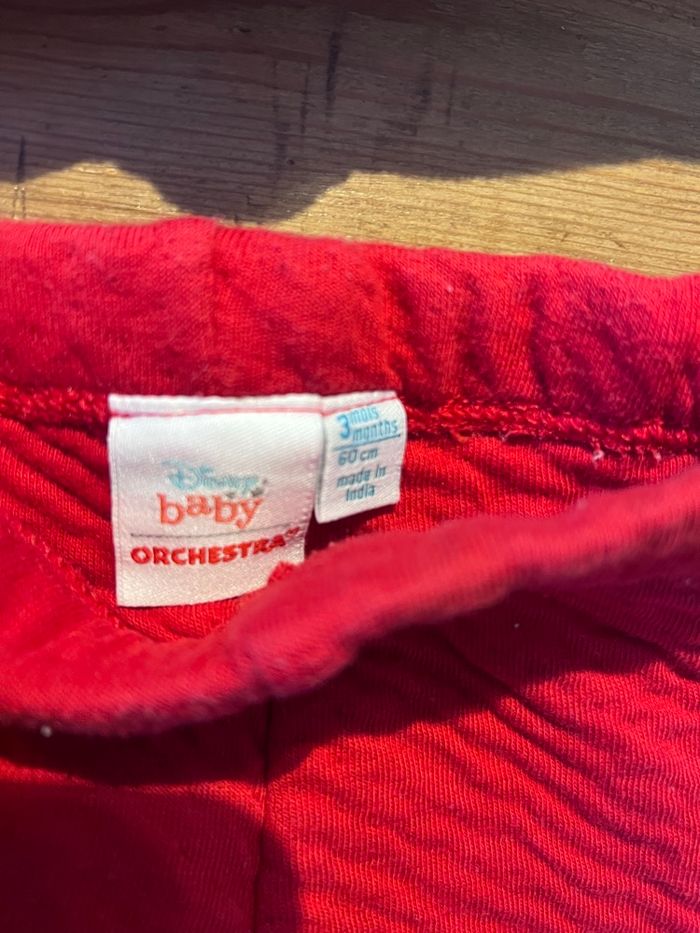 Disney
baby
ORCHESTRA
3 mois
months
60 cm
made in
India